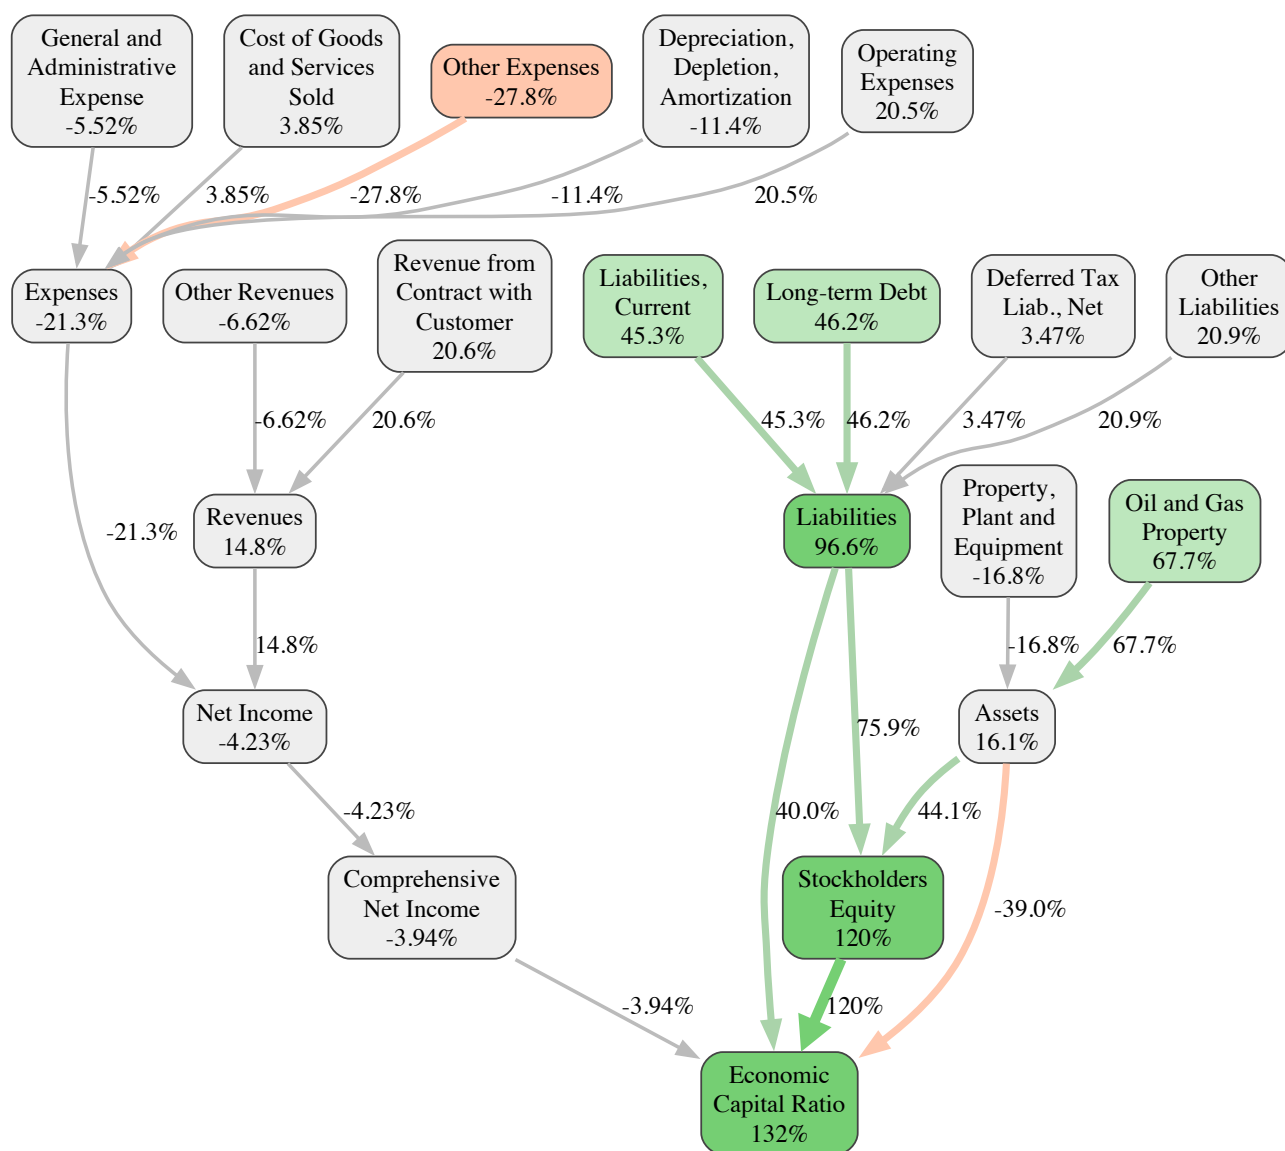 General and
Administrative
Expense
-5.52%
Cost of Goods
and Services
Sold
3.85%
Other Expenses
-27.8%
Depreciation,
Depletion,
Amortization
-11.4%
Operating
Expenses
20.5%
-5.52%
3.85%
-27.8%
-11.4%
20.5%
Expenses
-21.3%
Other Revenues
-6.62%
Revenue from
Contract with
Customer
20.6%
Liabilities,
Current
45.3%
Long-term Debt
46.2%
Deferred Tax
Liab., Net
3.47%
Other
Liabilities
20.9%
-6.62%
20.6%
45.3%
46.2%
3.47%
20.9%
-21.3%
Revenues
14.8%
Liabilities
96.6%
Property,
Plant and
Equipment
-16.8%
Oil and Gas
Property
67.7%
14.8%
-16.8%
67.7%
Net Income
-4.23%
75.9%
Assets
16.1%
-4.23%
40.0%
44.1%
Comprehensive
Net Income
-3.94%
Stockholders
Equity
120%
-39.0%
-3.94%
120%
Economic
Capital Ratio
132%